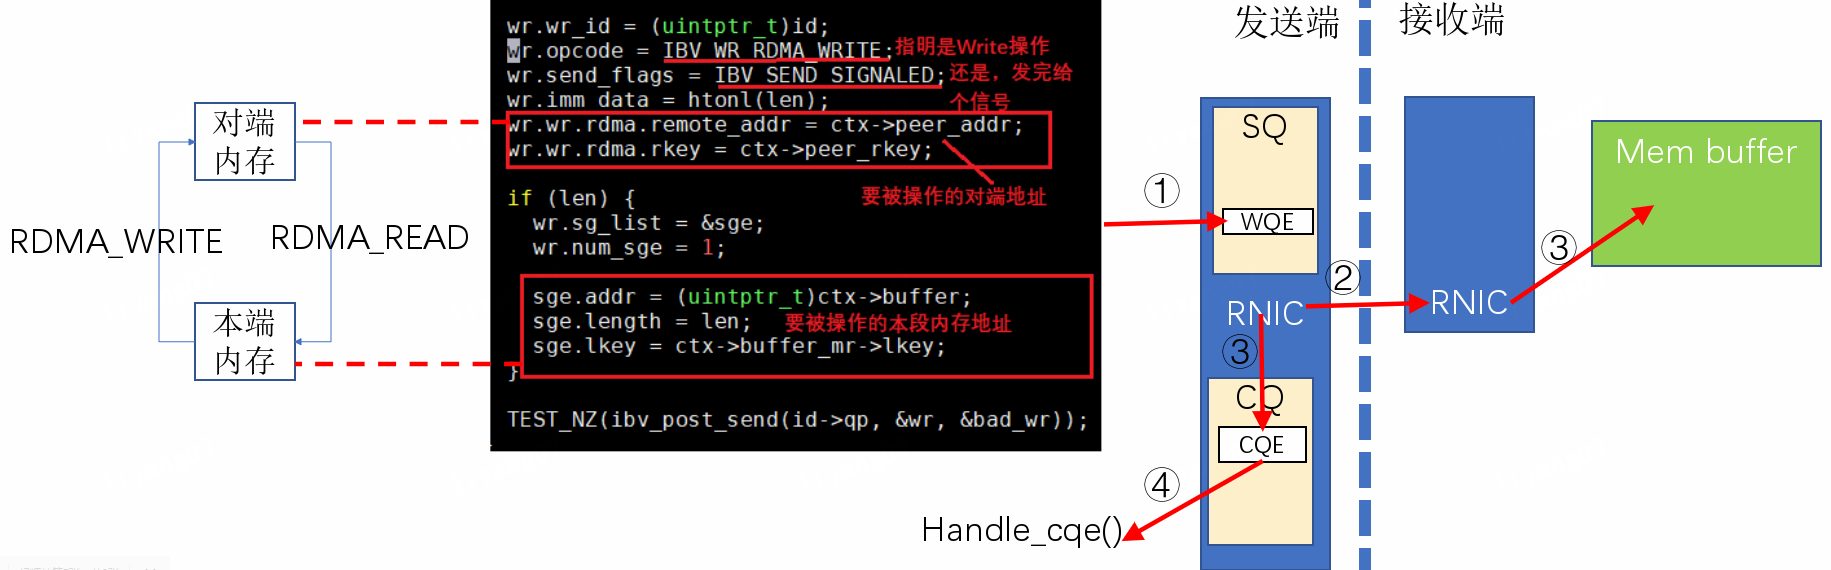 对端
内存
RDMA_WRITE
RDMA_READ
本端
内存
wr.wr_id = (uintptr_t)id;
wr.opcode = IBV_WR_RDMA_WRITE;
指明是Write操作
wr.send_flags = IBV_SEND_SIGNALED;
还是，发完给
个信号
wr.imm_data = htonl(len);
wr.wr.rdma.remote_addr = ctx->peer_addr;
wr.wr.rdma.rkey = ctx->peer_rkey;
要被操作的对端地址
if (len) {
wr.sg_list = &sge;
wr.num_sge = 1;
sge.addr = (uintptr_t)ctx->buffer;
sge.length = len;
要被操作的本段内存地址
sge.lkey = ctx->buffer_mr->lkey;
}
TEST_NZ(ibv_post_send(id->qp, &wr, &bad_wr));
发送端
接收端
SQ
①
WQE
Mem buffer
②
③
RNIC
RNIC
③
CQ
CQE
④
Handle_cqe()